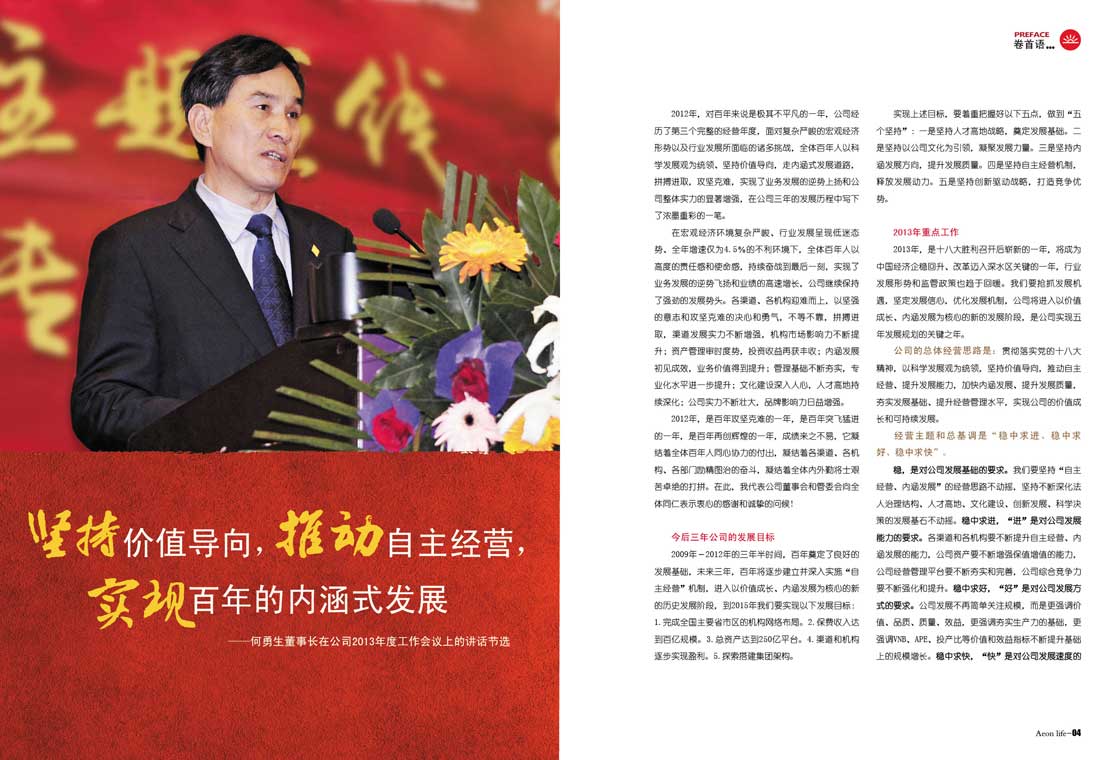 主题
专
坚持价值导向，推动自主经营，
实现百年的内涵式发展
——何勇生董事长在公司2013年度工作会议上的讲话节选
PREFACE
卷首语...
2012年，对百年来说是极其不平凡的一年，公司经
历了第三个完整的经营年度，面对复杂严峻的宏观经济
形势以及行业发展所面临的诸多挑战，全体百年人以科
学发展观为统领、坚持价值导向，走内涵式发展道路，
拼搏进取，攻坚克难，实现了业务发展的逆势上扬和公
司整体实力的显著增强，在公司三年的发展历程中写下
了浓墨重彩的一笔。
在宏观经济环境复杂严峻、行业发展呈现低迷态
势，全年增速仅为4.5%的不利环境下，全体百年人以
高度的责任感和使命感，持续奋战到最后一刻，实现了
业务发展的逆势飞扬和业绩的高速增长，公司继续保持
了强劲的发展势头。各渠道、各机构迎难而上，以坚强
的意志和攻坚克难的决心和勇气，不等不靠，拼搏进
取，渠道发展实力不断增强，机构市场影响力不断提
升；资产管理审时度势，投资收益再获丰收；内涵发展
初见成效，业务价值得到提升；管理基础不断夯实，专
业化水平进一步提升；文化建设深入人心，人才高地持
续深化；公司实力不断壮大，品牌影响力日益增强。
2012年，是百年攻坚克难的一年，是百年突飞猛进
的一年，是百年再创辉煌的一年，成绩来之不易，它凝
结着全体百年人同心协力的付出，凝结着各渠道、各机
构、各部门励精图治的奋斗，凝结着全体内外勤将士艰
苦卓绝的打拼。在此，我代表公司董事会和管委会向全
体同仁表示衷心的感谢和诚挚的问候！
今后三年公司的发展目标
2009年－2012年的三年半时间，百年奠定了良好的
发展基础，未来三年，百年将逐步建立并深入实施“自
主经营”机制，进入以价值成长、内涵发展为核心的新
的历史发展阶段，到2015年我们要实现以下发展目标：
1.完成全国主要省市区的机构网络布局。2.保费收入达
到百亿规模。3.总资产达到250亿平台。4.渠道和机构
逐步实现盈利。5.探索搭建集团架构。
实现上述目标，要着重把握好以下五点，做到“五
个坚持”：一是坚持人才高地战略，奠定发展基础。二
是坚持以公司文化为引领，凝聚发展力量。三是坚持内
涵发展方向，提升发展质量。四是坚持自主经营机制，
释放发展动力。五是坚持创新驱动战略，打造竞争优
势。
2013年重点工作
2013年，是十八大胜利召开后崭新的一年，将成为
中国经济企稳回升、改革迈入深水区关键的一年，行业
发展形势和监管政策也趋于回暖。我们要抢抓发展机
遇，坚定发展信心，优化发展机制，公司将进入以价值
成长、内涵发展为核心的新的发展阶段，是公司实现五
年发展规划的关键之年。
公司的总体经营思路是：贯彻落实党的十八大
精神，以科学发展观为统领，坚持价值导向，推动自主
经营、提升发展能力，加快内涵发展、提升发展质量，
夯实发展基础、提升经营管理水平，实现公司的价值成
长和可持续发展。
经营主题和总基调是“稳中求进、稳中求
好、稳中求快”。
稳，是对公司发展基础的要求。我们要坚持“自主
经营、内涵发展”的经营思路不动摇，坚持不断深化法
人治理结构、人才高地、文化建设、创新发展、科学决
策的发展基石不动摇。稳中求进，“进”是对公司发展
能力的要求。各渠道和各机构要不断提升自主经营、内
涵发展的能力，公司资产要不断增强保值增值的能力，
公司经营管理平台要不断夯实和完善，公司综合竞争力
要不断强化和提升。稳中求好，“好”是对公司发展方
式的要求。公司发展不再简单关注规模，而是更强调价
值、品质、质量、效益，更强调夯实生产力的基础，更
强调VNB、APE、投产比等价值和效益指标不断提升基础
上的规模增长。稳中求快，“快”是对公司发展速度的
Aeon life-04